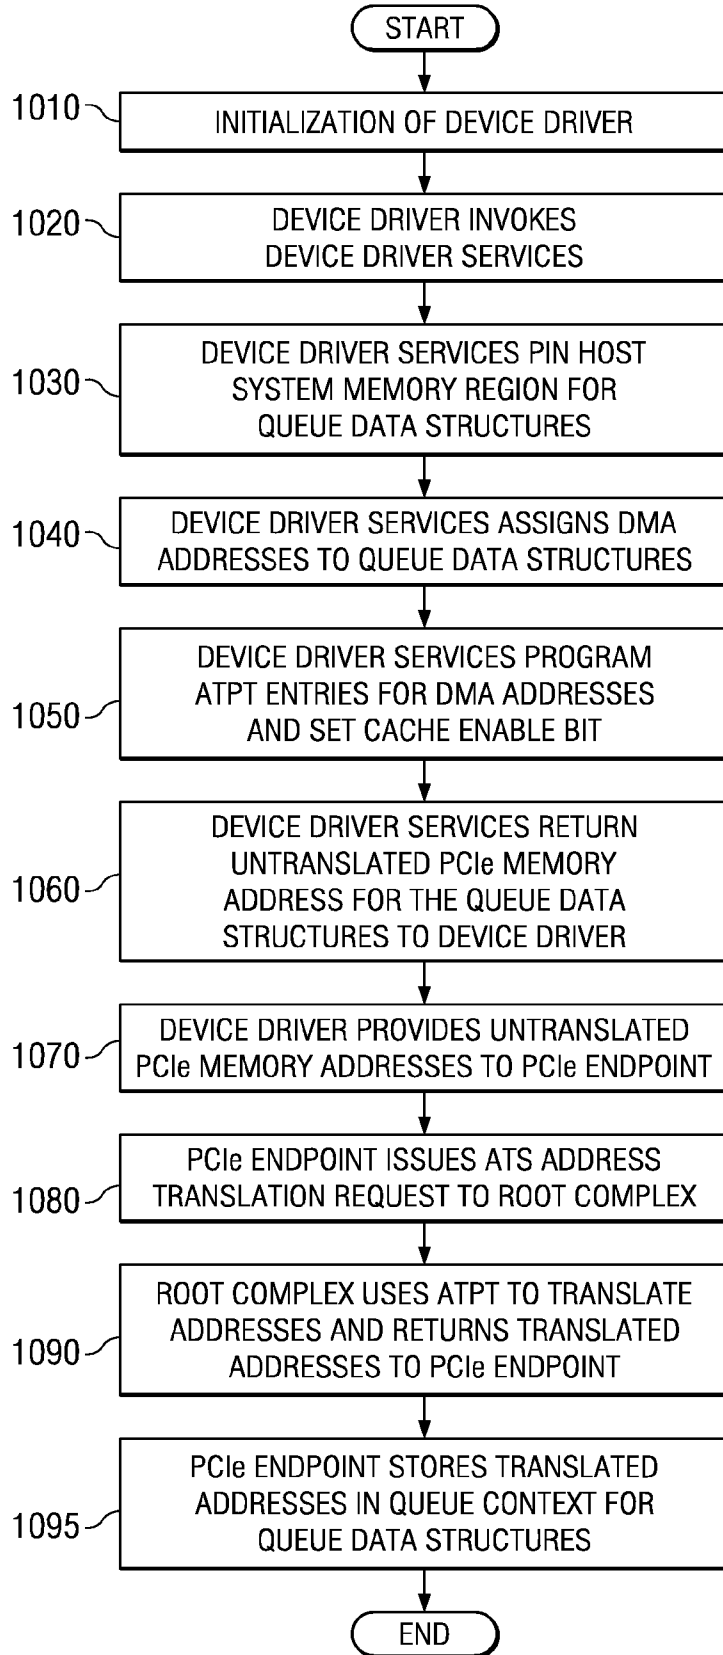 START
1010
INITIALIZATION OF DEVICE DRIVER
1020
DEVICE DRIVER INVOKES
DEVICE DRIVER SERVICES
1030
DEVICE DRIVER SERVICES PIN HOST
SYSTEM MEMORY REGION FOR
QUEUE DATA STRUCTURES
1040
DEVICE DRIVER SERVICES ASSIGNS DMA
ADDRESSES TO QUEUE DATA STRUCTURES
1050
DEVICE DRIVER SERVICES PROGRAM
ATPT ENTRIES FOR DMA ADDRESSES
AND SET CACHE ENABLE BIT
1060
DEVICE DRIVER SERVICES RETURN
UNTRANSLATED PCIe MEMORY
ADDRESS FOR THE QUEUE DATA
STRUCTURES TO DEVICE DRIVER
1070
DEVICE DRIVER PROVIDES UNTRANSLATED
PCIe MEMORY ADDRESSES TO PCIe ENDPOINT
1080
PCIe ENDPOINT ISSUES ATS ADDRESS
TRANSLATION REQUEST TO ROOT COMPLEX
1090
ROOT COMPLEX USES ATPT TO TRANSLATE
ADDRESSES AND RETURNS TRANSLATED
ADDRESSES TO PCIe ENDPOINT
1095
PCIe ENDPOINT STORES TRANSLATED
ADDRESSES IN QUEUE CONTEXT FOR
QUEUE DATA STRUCTURES
END